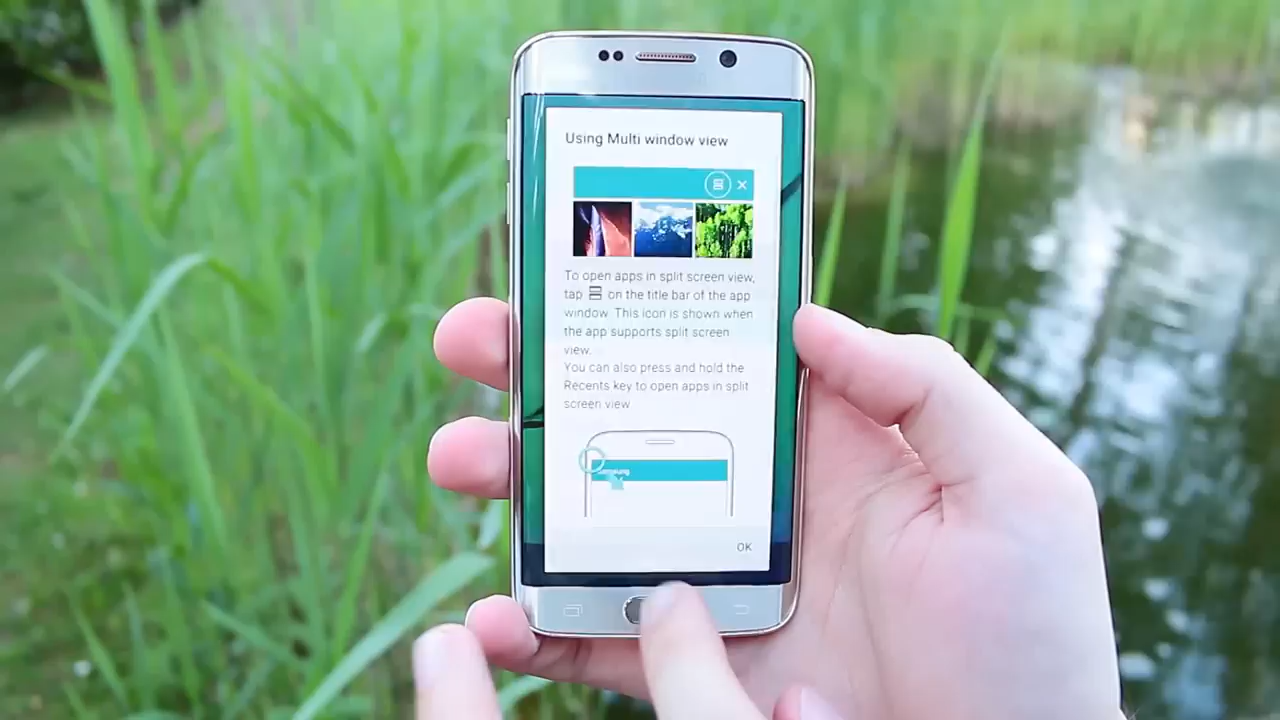 Using Multi window view
To open apps in split screen view,
tap on the title bar of the app
window. This icon is shown when
the app supports split screen
view.
You can also press and hold the
Recents key to open apps in split
screen view
OK